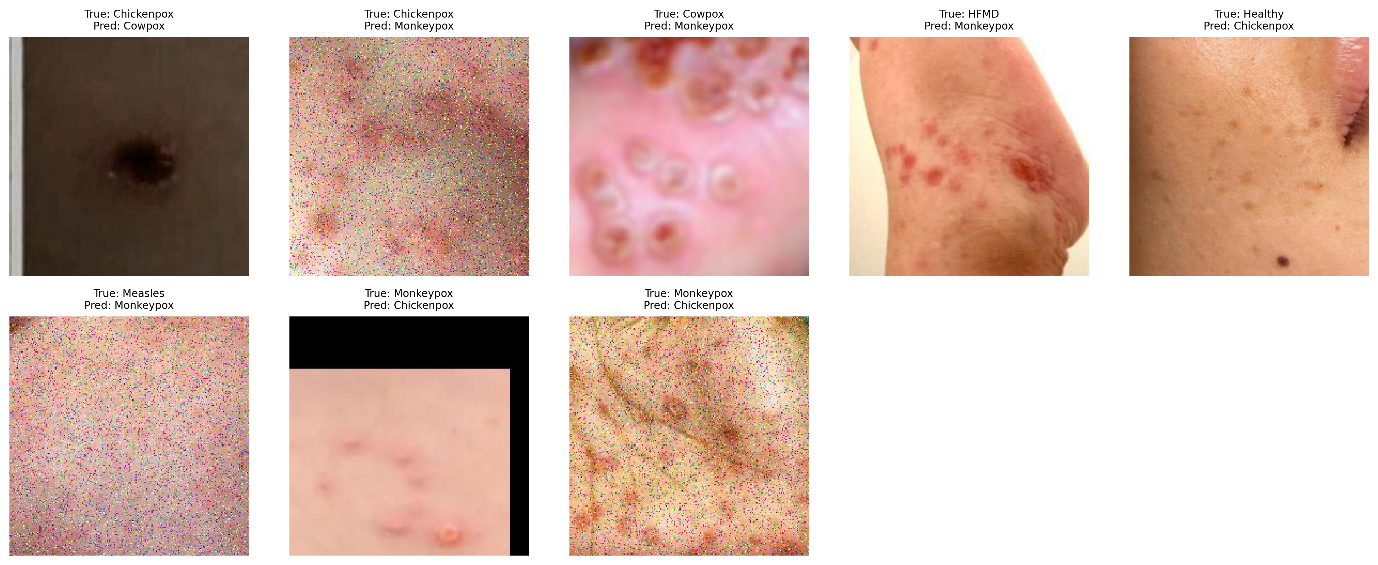 True: Chickenpox
Pred: Cowpox
True: Chickenpox
Pred: Monkeypox
True: Cowpox
Pred: Monkeypox
True: HFMD
Pred: Monkeypox
True: Healthy
Pred: Chickenpox
True: Measles
Pred: Monkeypox
True: Monkeypox
Pred: Chickenpox
True: Monkeypox
Pred: Chickenpox